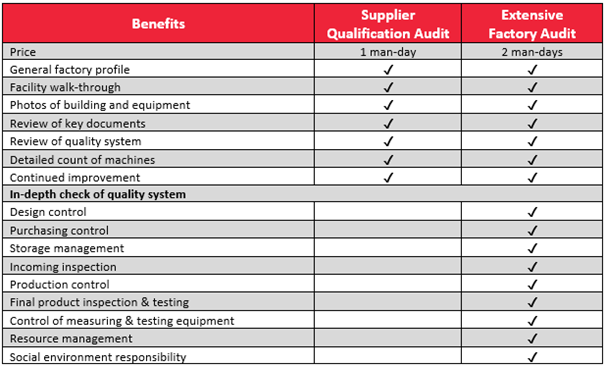 Benefits Supplier Qualification Audit Extensive Factory Audit
Price 1 man-day 2 man-days
General factory profile ✓ ✓
Facility walk-through ✓ ✓
Photos of building and equipment ✓ ✓
Review of key documents ✓ ✓
Review of quality system ✓ ✓
Detailed count of machines ✓ ✓
Continued improvement ✓ ✓
In-depth check of quality system
Design control ✓
Purchasing control ✓
Storage management ✓
Incoming inspection ✓
Production control ✓
Final product inspection & testing ✓
Control of measuring & testing equipment ✓
Resource management ✓
Social environment responsibility ✓